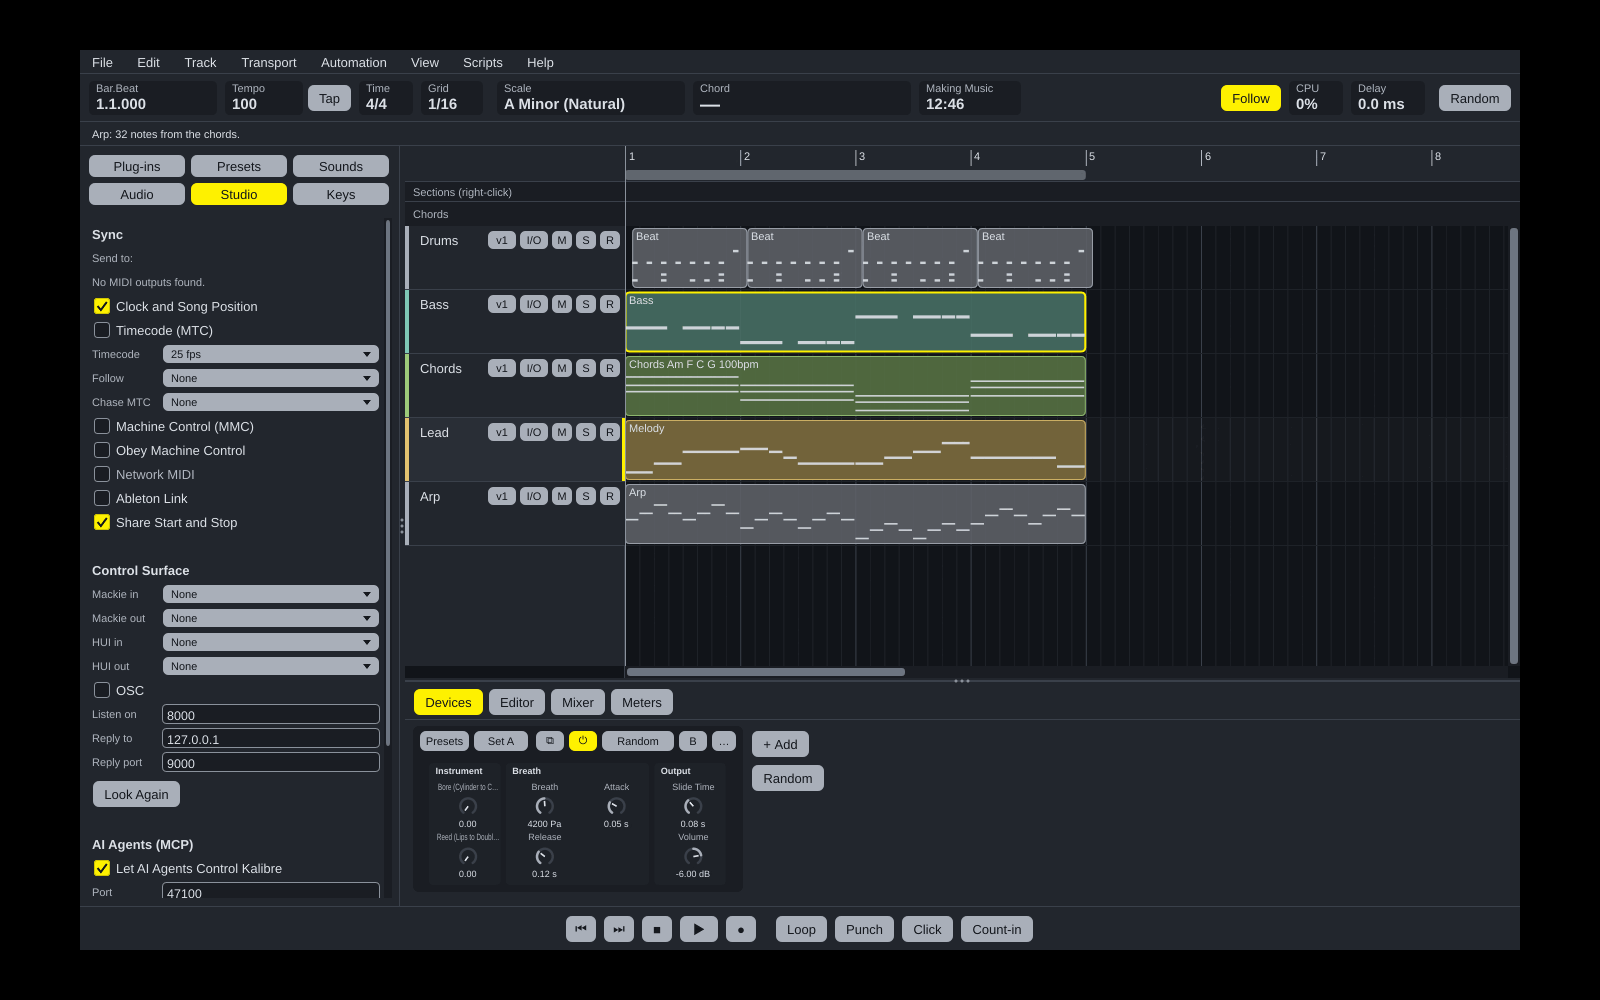 File Edit Track Transport Automation View Scripts Help
Bar.Beat Tempo Time Grid Scale Chord Making Music CPU Delay
1.1.000 100 Tap 4/4 1/16 A Minor (Natural) — 12:46 Follow 0% 0.0 ms Random
Arp: 32 notes from the chords.
Plug-ins Presets Sounds
Audio Studio Keys
Sync
Send to:
No MIDI outputs found.
Clock and Song Position
Timecode (MTC)
Timecode 25 fps
Follow None
Chase MTC None
Machine Control (MMC)
Obey Machine Control
Network MIDI
Ableton Link
Share Start and Stop
Control Surface
Mackie in None
Mackie out None
HUI in None
HUI out None
OSC
Listen on 8000
Reply to 127.0.0.1
Reply port 9000
Look Again
AI Agents (MCP)
Let AI Agents Control Kalibre
Port 47100
1 2 3 4 5 6 7 8
Sections (right-click)
Chords
Drums v1 I/O M S R Beat Beat Beat Beat
Bass v1 I/O M S R Bass
Chords v1 I/O M S R Chords Am F C G 100bpm
Lead v1 I/O M S R Melody
Arp v1 I/O M S R Arp
Devices Editor Mixer Meters
Presets Set A Random B ... + Add
Random
Instrument Breath Output
Bore (Cylinder to C... Breath Attack Slide Time
0.00 4200 Pa 0.05 s 0.08 s
Reed (Lips to Doubl... Release Volume
0.00 0.12 s -6.00 dB
Loop Punch Click Count-in